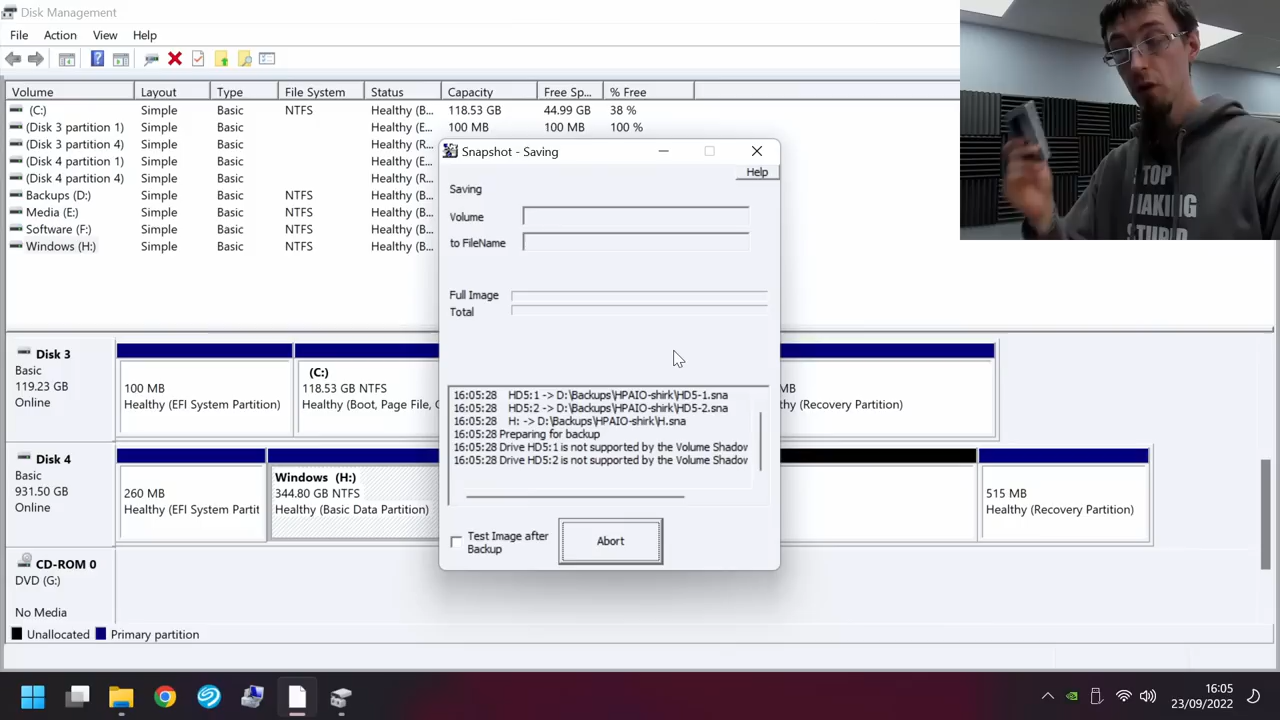 Disk Management
File Action View Help
Volume Layout Type File System Status Capacity Free Sp... % Free
(C:) Simple Basic NTFS Healthy (B... 118.53 GB 44.99 GB 38 %
(Disk 3 partition 1) Simple Basic Healthy (E... 100 MB 100 MB 100 %
(Disk 3 partition 4) Simple Basic Healthy (R...
(Disk 4 partition 1) Simple Basic Healthy (E...
(Disk 4 partition 4) Simple Basic Healthy (R...
Backups (D:) Simple Basic NTFS Healthy (B...
Media (E:) Simple Basic NTFS Healthy (B...
Software (F:) Simple Basic NTFS Healthy (B...
Windows (H:) Simple Basic NTFS Healthy (B...
Snapshot - Saving
Help
Saving
Volume
to FileName
Full Image
Total
16:05:28 HD5:1 -> D:\Backups\HPAIO-shirk\HD5-1.sna
16:05:28 HD5:2 -> D:\Backups\HPAIO-shirk\HD5-2.sna
16:05:28 H: -> D:\Backups\HPAIO-shirk\H.sna
16:05:28 Preparing for backup
16:05:28 Drive HD5:1 is not supported by the Volume Shadov
16:05:28 Drive HD5:2 is not supported by the Volume Shadov
Test Image after
Backup
Abort
Disk 3
Basic
119.23 GB
Online
100 MB
Healthy (EFI System Partition)
(C:)
118.53 GB NTFS
Healthy (Boot, Page File, C
MB
Healthy (Recovery Partition)
Disk 4
Basic
931.50 GB
Online
260 MB
Healthy (EFI System Partit
Windows (H:)
344.80 GB NTFS
Healthy (Basic Data Partition)
515 MB
Healthy (Recovery Partition)
CD-ROM 0
DVD (G:)
No Media
Unallocated Primary partition
STOP
MAKING
STUPID
16:05
23/09/2022